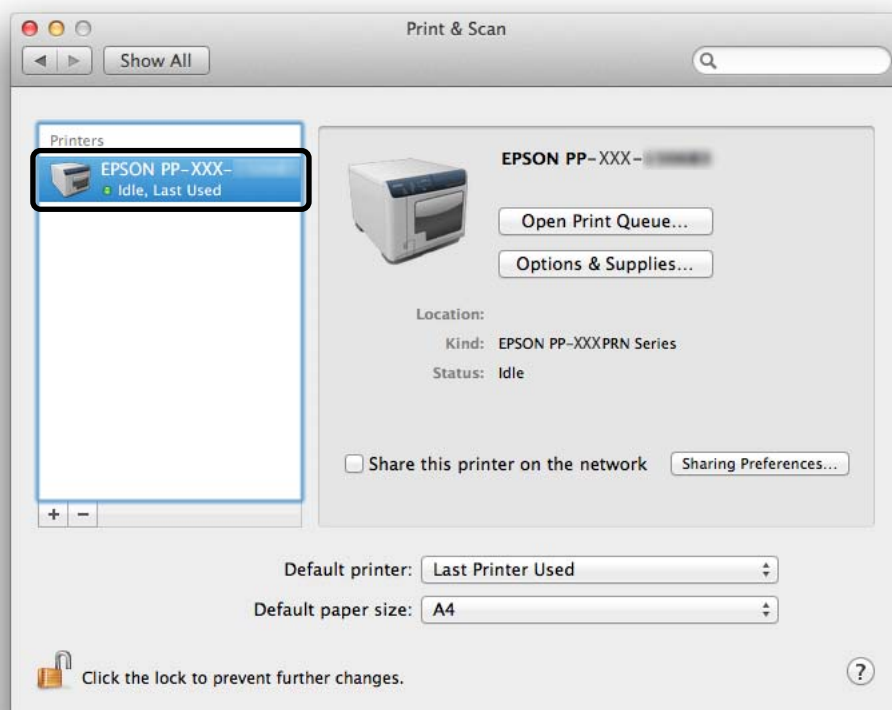 Print & Scan
Show All
Printers
EPSON PP-XXX-
Idle, Last Used
EPSON PP-XXX-
Open Print Queue...
Options & Supplies...
Location:
Kind: EPSON PP-XXXPRN Series
Status: Idle
Share this printer on the network Sharing Preferences...
+ −
Default printer: Last Printer Used
Default paper size: A4
Click the lock to prevent further changes. ?